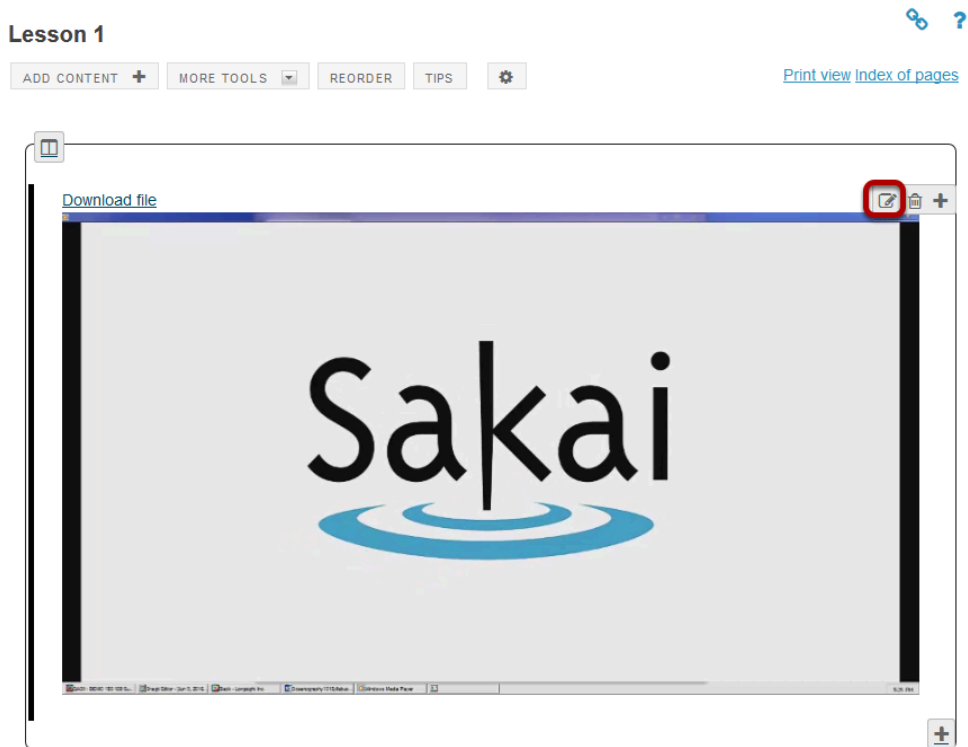 Lesson 1
?
ADD CONTENT + MORE TOOLS REORDER TIPS
Print view Index of pages
Download file
Sakai